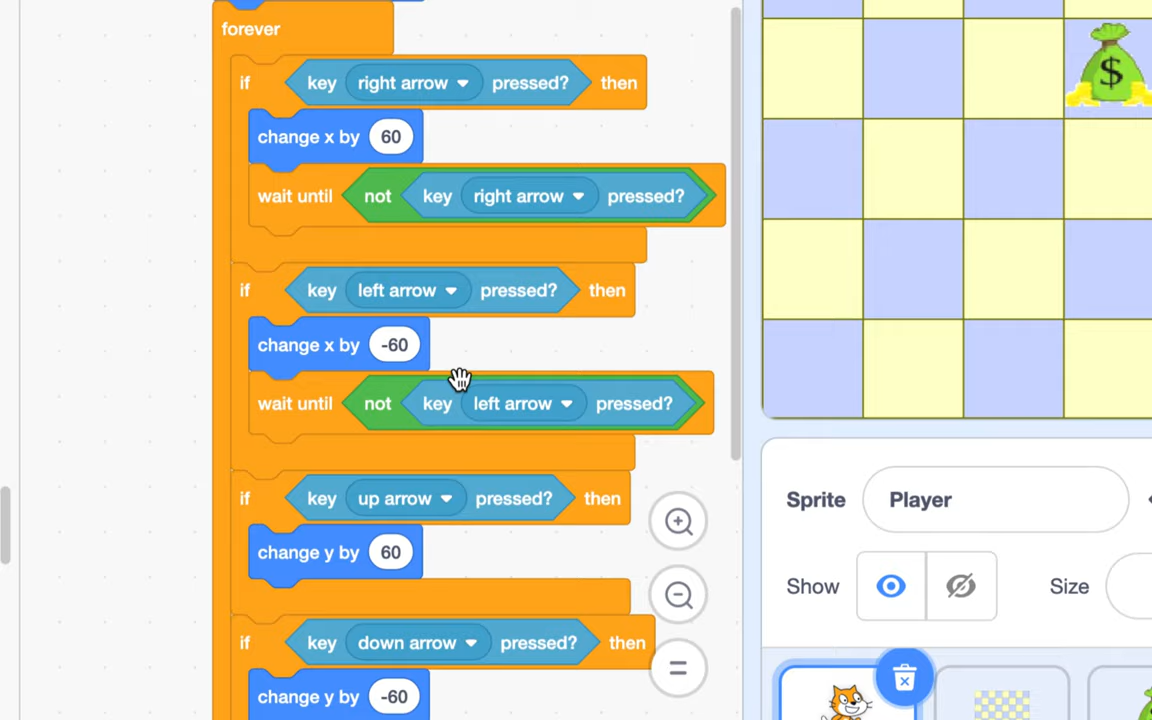 forever
if key right arrow pressed? then
change x by 60
wait until not key right arrow pressed?
if key left arrow pressed? then
change x by -60
wait until not key left arrow pressed?
if key up arrow pressed? then
change y by 60
if key down arrow pressed? then
change y by -60
$
Sprite Player
Show Size